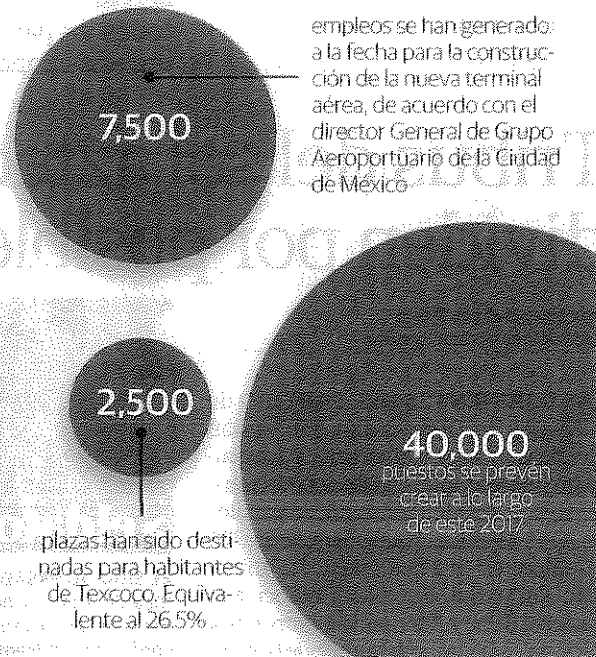 7,500
empleos se han generado
a la fecha para la construc-
ción de la nueva terminal
aérea, de acuerdo con el
director General de Grupo
Aeroportuario de la Ciudad
de México
2,500
plazas han sido desti-
nadas para habitantes
de Texcoco. Equiva-
lente al 26.5%
40,000
puestos se prevén
crear a lo largo
de este 2017